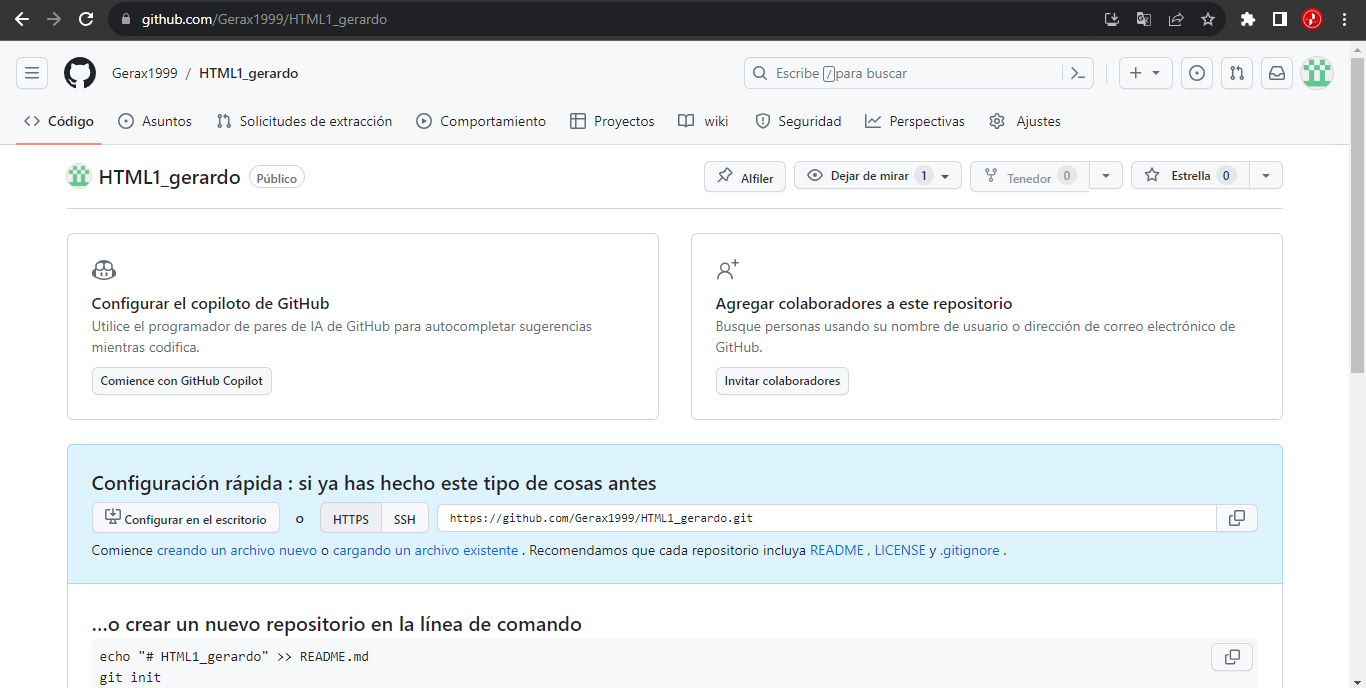 github.com/Gerax1999/HTML1_gerardo
Gerax1999 / HTML1_gerardo
Escribe / para buscar
Código
Asuntos
Solicitudes de extracción
Comportamiento
Proyectos
wiki
Seguridad
Perspectivas
Ajustes
HTML1_gerardo Público
Alfiler
Dejar de mirar 1
Tenedor 0
Estrella 0
Configurar el copiloto de GitHub
Utilice el programador de pares de IA de GitHub para autocompletar sugerencias
mientras codifica.
Comience con GitHub Copilot
Agregar colaboradores a este repositorio
Busque personas usando su nombre de usuario o dirección de correo electrónico de
GitHub.
Invitar colaboradores
Configuración rápida : si ya has hecho este tipo de cosas antes
Configurar en el escritorio o HTTPS SSH https://github.com/Gerax1999/HTML1_gerardo.git
Comience creando un archivo nuevo o cargando un archivo existente . Recomendamos que cada repositorio incluya README , LICENSE y .gitignore .
…o crear un nuevo repositorio en la línea de comando
echo "# HTML1_gerardo" >> README.md
git init